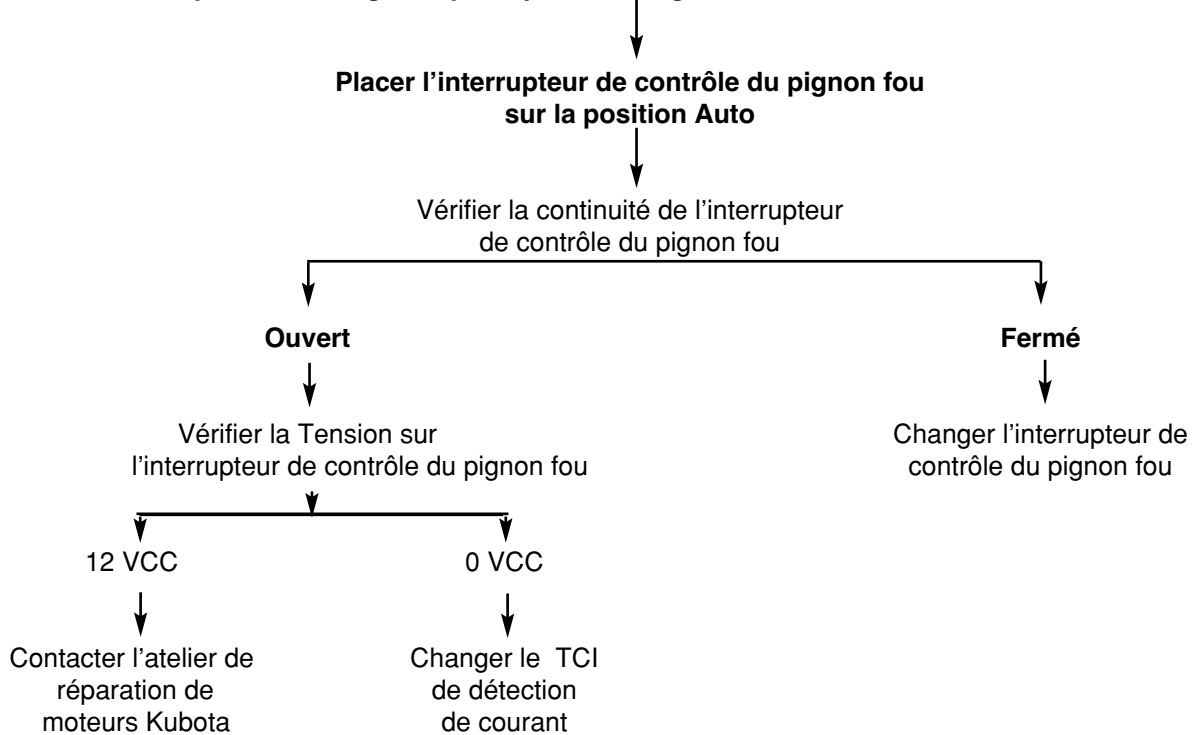 Placer l'interrupteur de contrôle du pignon fou
sur la position Auto
Vérifier la continuité de l'interrupteur
de contrôle du pignon fou
Ouvert
Fermé
Vérifier la Tension sur
l'interrupteur de contrôle du pignon fou
Changer l'interrupteur de
contrôle du pignon fou
12 VCC
0 VCC
Contacter l'atelier de
réparation de
moteurs Kubota
Changer le  TCI
de détection
de courant